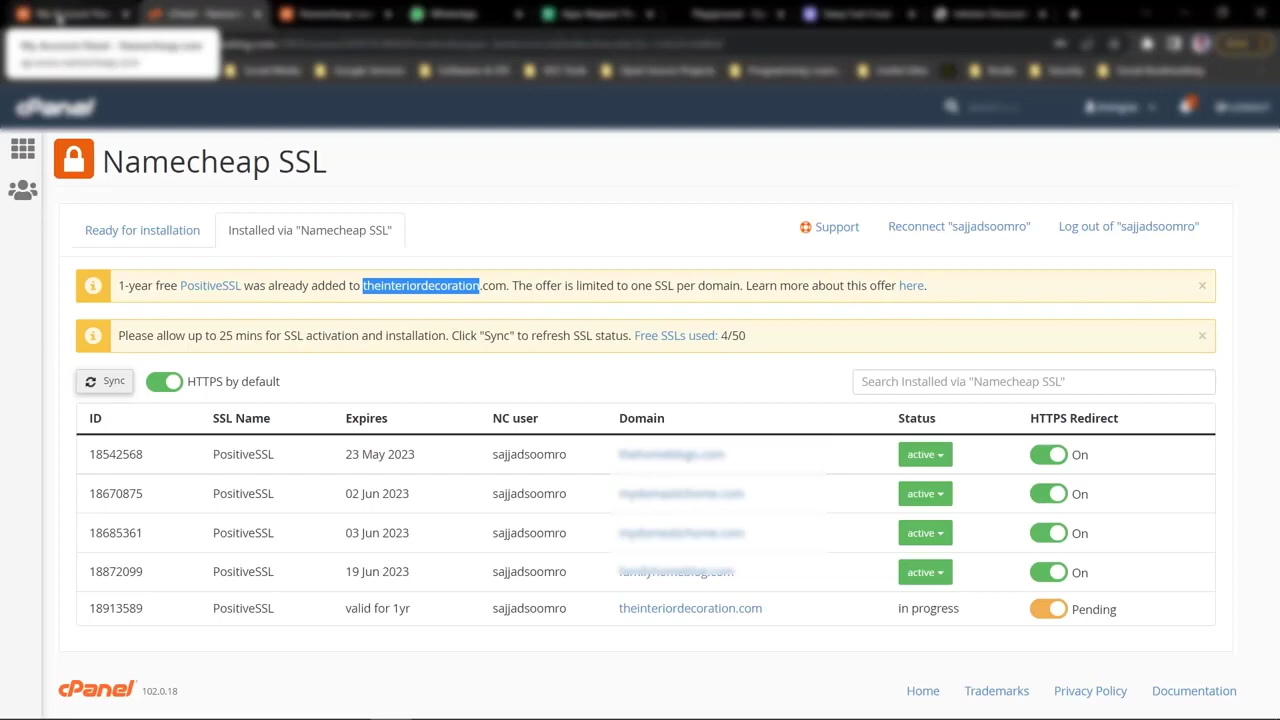 cPanel
Namecheap SSL
Ready for installation
Installed via "Namecheap SSL"
Support
Reconnect "sajjadsoomro"
Log out of "sajjadsoomro"
1-year free PositiveSSL was already added to theinteriordecoration.com. The offer is limited to one SSL per domain. Learn more about this offer here.
×
Please allow up to 25 mins for SSL activation and installation. Click "Sync" to refresh SSL status. Free SSLs used: 4/50
×
Sync
HTTPS by default
Search Installed via "Namecheap SSL"
ID SSL Name Expires NC user Domain Status HTTPS Redirect
18542568 PositiveSSL 23 May 2023 sajjadsoomro active On
18670875 PositiveSSL 02 Jun 2023 sajjadsoomro active On
18685361 PositiveSSL 03 Jun 2023 sajjadsoomro active On
18872099 PositiveSSL 19 Jun 2023 sajjadsoomro active On
18913589 PositiveSSL valid for 1yr sajjadsoomro theinteriordecoration.com in progress Pending
cPanel 102.0.18
Home
Trademarks
Privacy Policy
Documentation